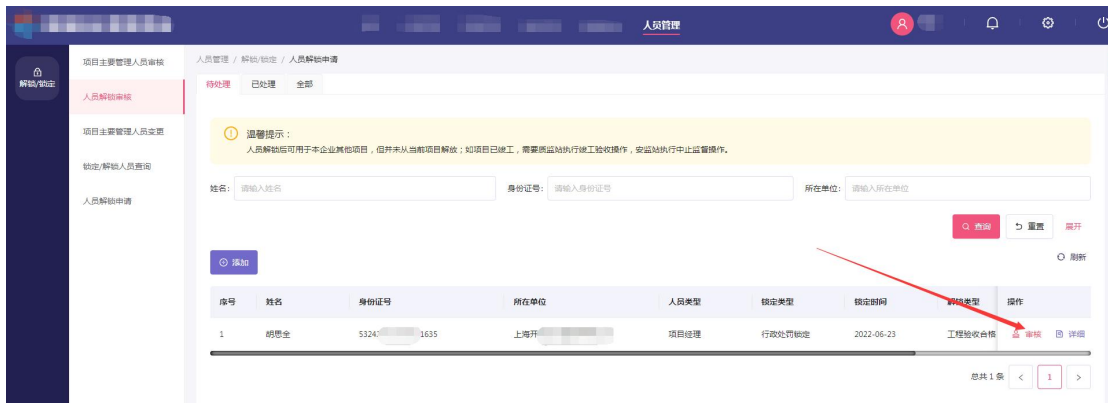 人员管理
解锁/锁定
项目主要管理人员审核
人员解锁审核
项目主要管理人员变更
锁定/解锁人员查询
人员解锁申请
人员管理 / 解锁/锁定 / 人员解锁申请
待处理 已处理 全部
温馨提示：
人员解锁后可用于本企业其他项目，但并未从当前项目解放；如项目已竣工，需要质监站执行竣工验收操作，安监站执行中止监督操作。
姓名： 请输入姓名 身份证号： 请输入身份证号 所在单位： 请输入所在单位
查询 重置 展开
添加 刷新
序号 姓名 身份证号 所在单位 人员类型 锁定类型 锁定时间 解锁类型 操作
1 胡思全 5324 1635 上海开 项目经理 行政处罚锁定 2022-06-23 工程验收合格 审核 详细
总共1条 < 1 >